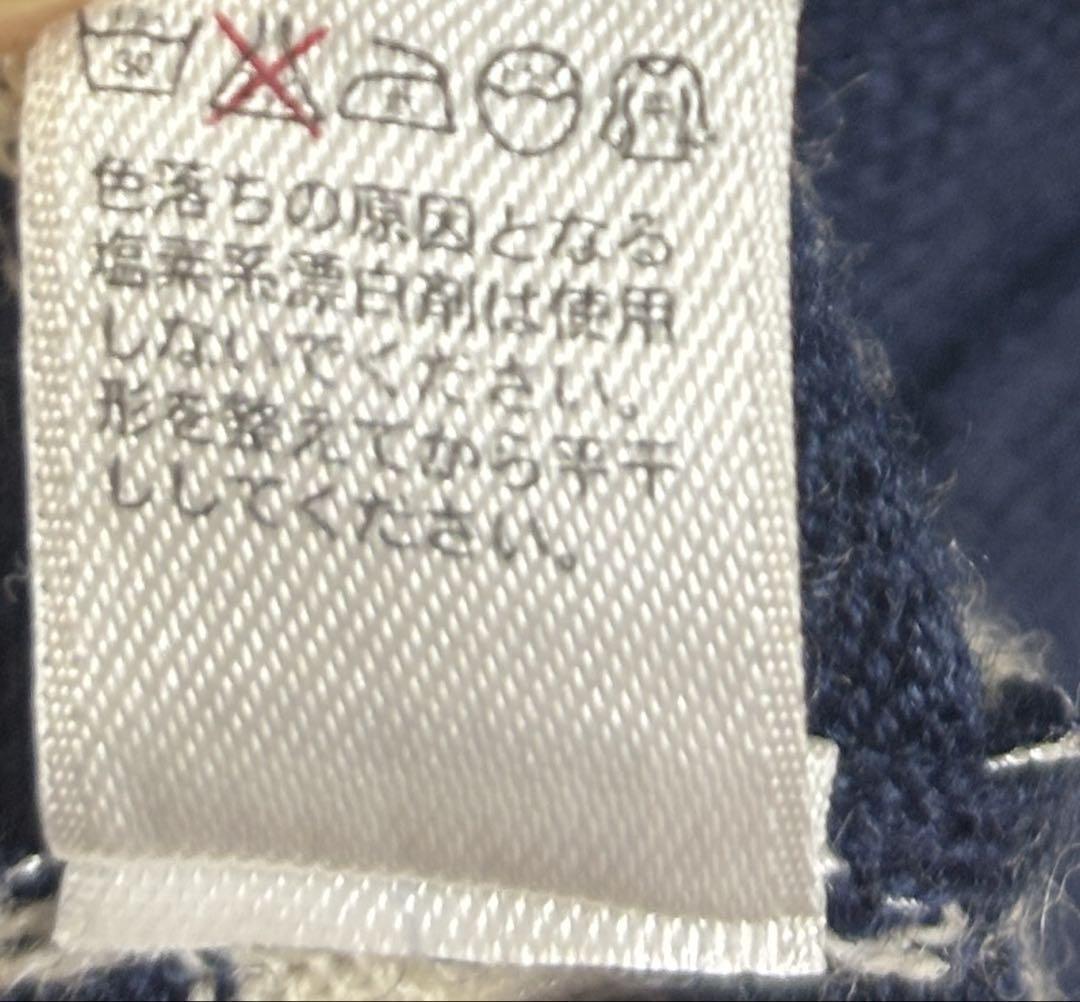 30
色落ちの原因となる
塩素系漂白剤は使用
しないでください。
形を整えてから平干
ししてください。